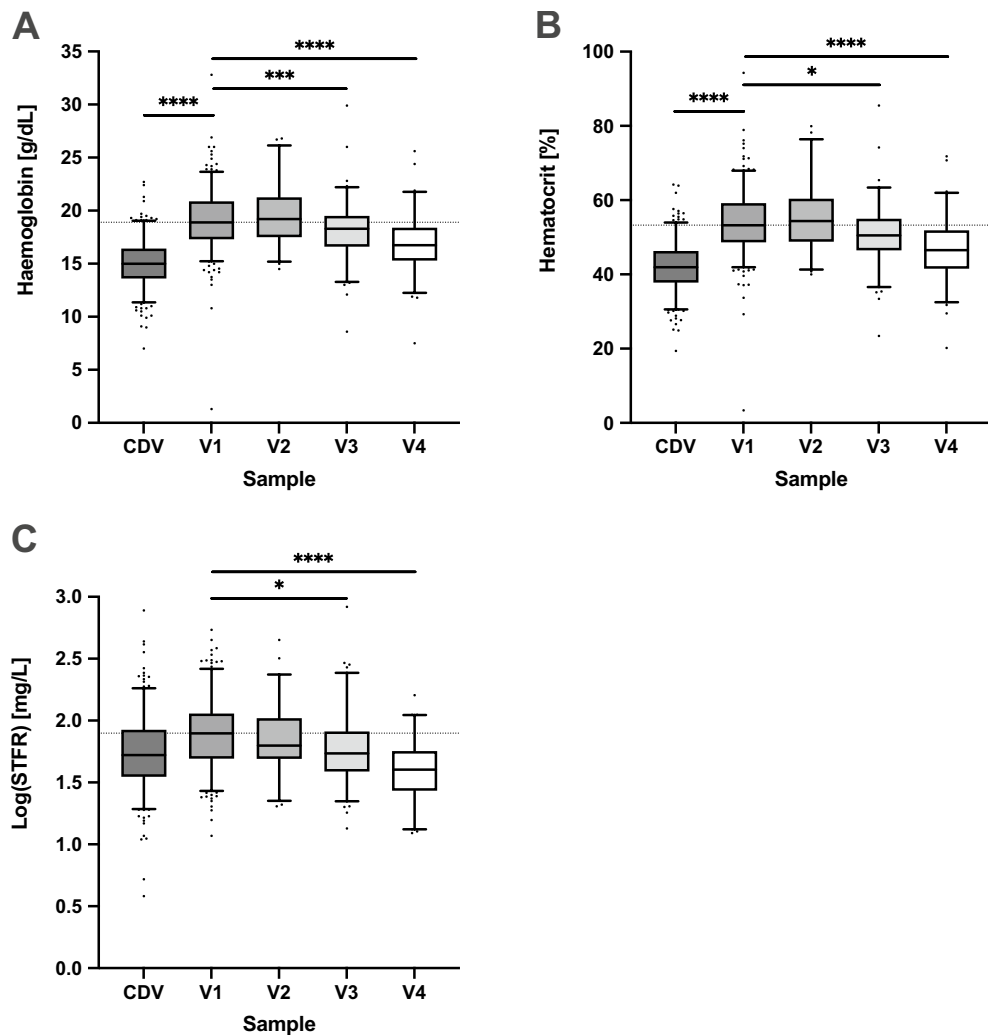 A
Haemoglobin [g/dL]
35
30
25
20
15
10
5
0
****
***
****
CDV V1 V2 V3 V4
Sample
B
Hematocrit [%]
100
80
60
40
20
0
****
*
****
CDV V1 V2 V3 V4
Sample
C
Log(STFR) [mg/L]
3.0
2.5
2.0
1.5
1.0
0.5
0.0
****
*
CDV V1 V2 V3 V4
Sample